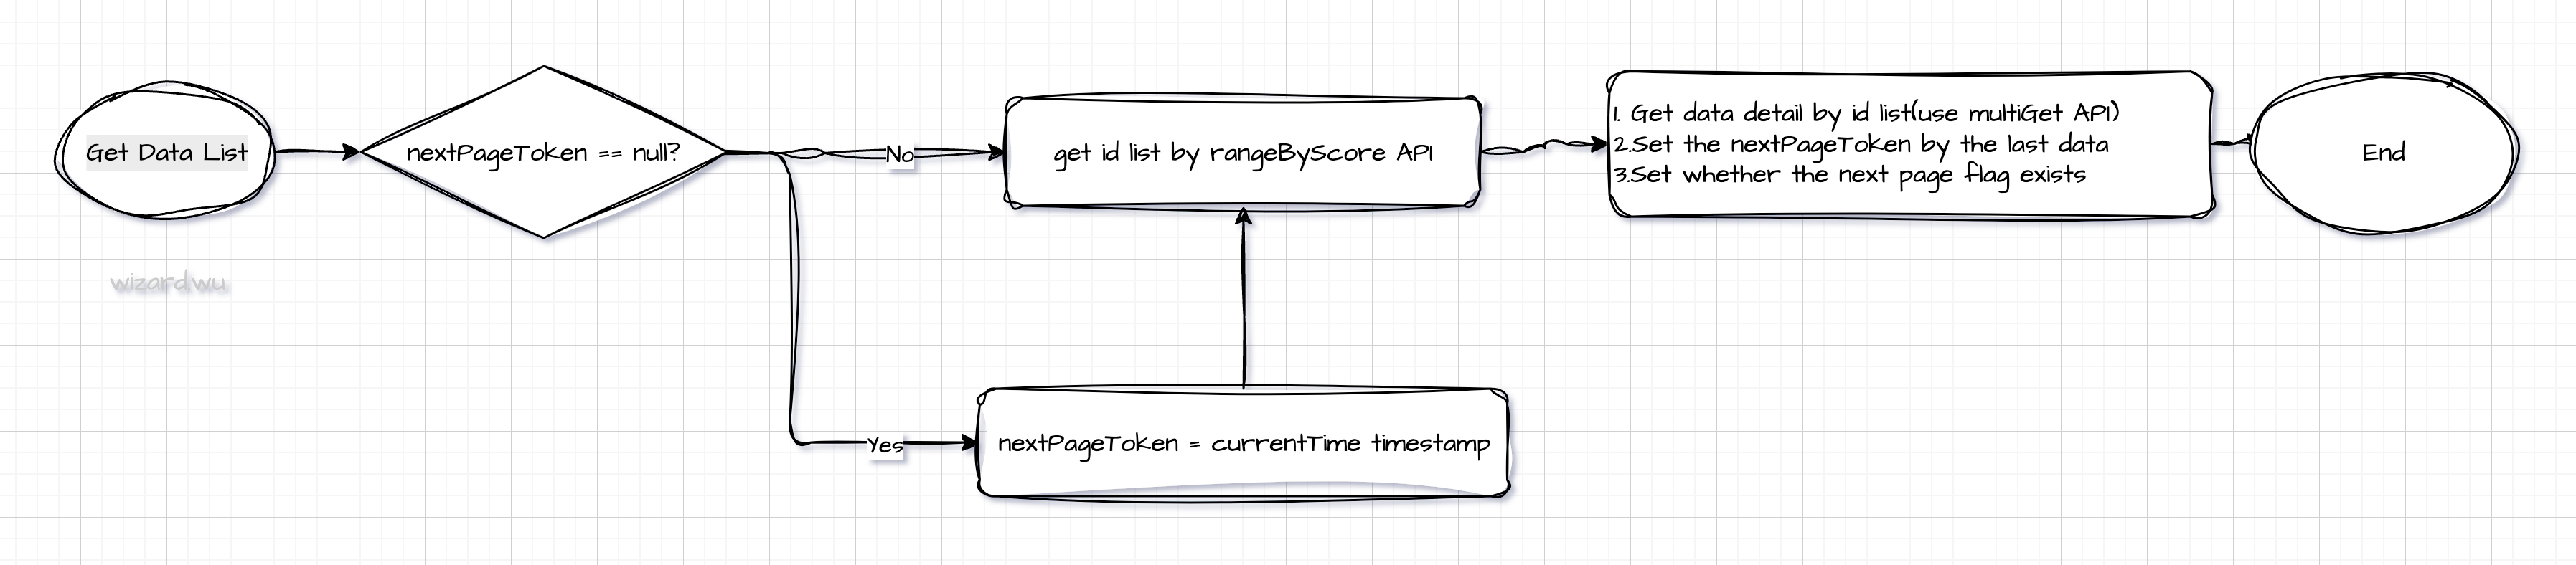 Get Data List
nextPageToken == null?
No
get id list by rangeByScore API
1. Get data detail by id list(use multiGet API)
2.Set the nextPageToken by the last data
3.Set whether the next page flag exists
End
wizard.wu
Yes
nextPageToken = currentTime timestamp